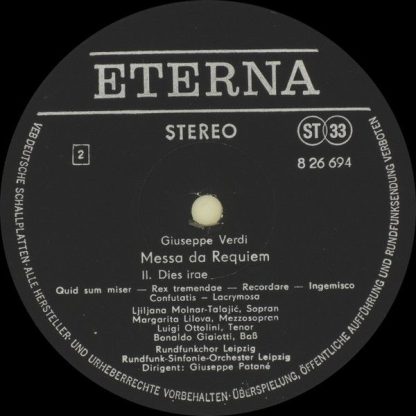 ETERNA
STEREO
ST 33
2
8 26 694
Giuseppe Verdi
Messa da Requiem
II. Dies irae
Quid sum miser — Rex tremendae — Recordare — Ingemisco
Confutatis — Lacrymosa
Ljiljana Molnar-Talajić, Sopran
Margarita Lilova, Mezzosopran
Luigi Ottolini, Tenor
Bonaldo Giaiotti, Baß
Rundfunkchor Leipzig
Rundfunk-Sinfonie-Orchester Leipzig
Dirigent: Giuseppe Patané
VEB DEUTSCHE SCHALLPLATTEN·ALLE HERSTELLER- UND URHEBERRECHTE VORBEHALTEN·ÜBERSPIELUNG, ÖFFENTLICHE AUFFÜHRUNG UND RUNDFUNKSENDUNG VERBOTEN